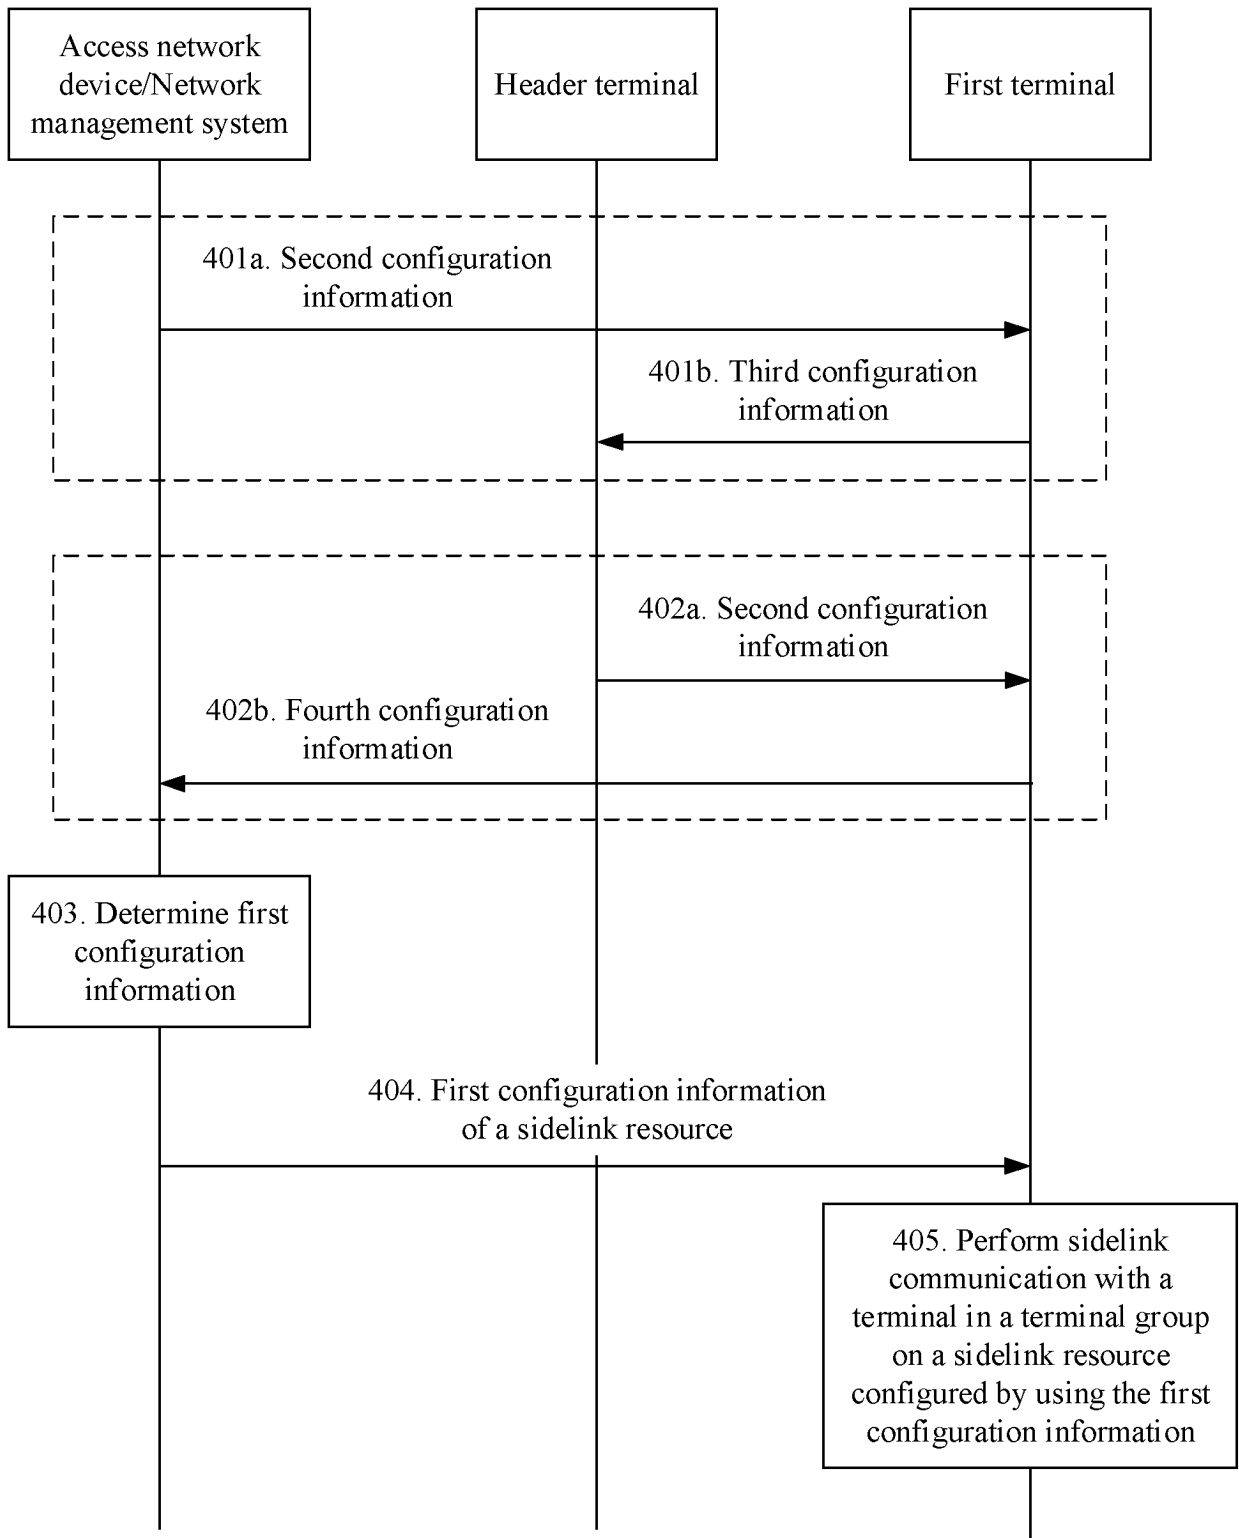 Access network
device/Network
management system
Header terminal
First terminal
401a. Second configuration
information
401b. Third configuration
information
402a. Second configuration
information
402b. Fourth configuration
information
403. Determine first
configuration
information
404. First configuration information
of a sidelink resource
405. Perform sidelink
communication with a
terminal in a terminal group
on a sidelink resource
configured by using the first
configuration information